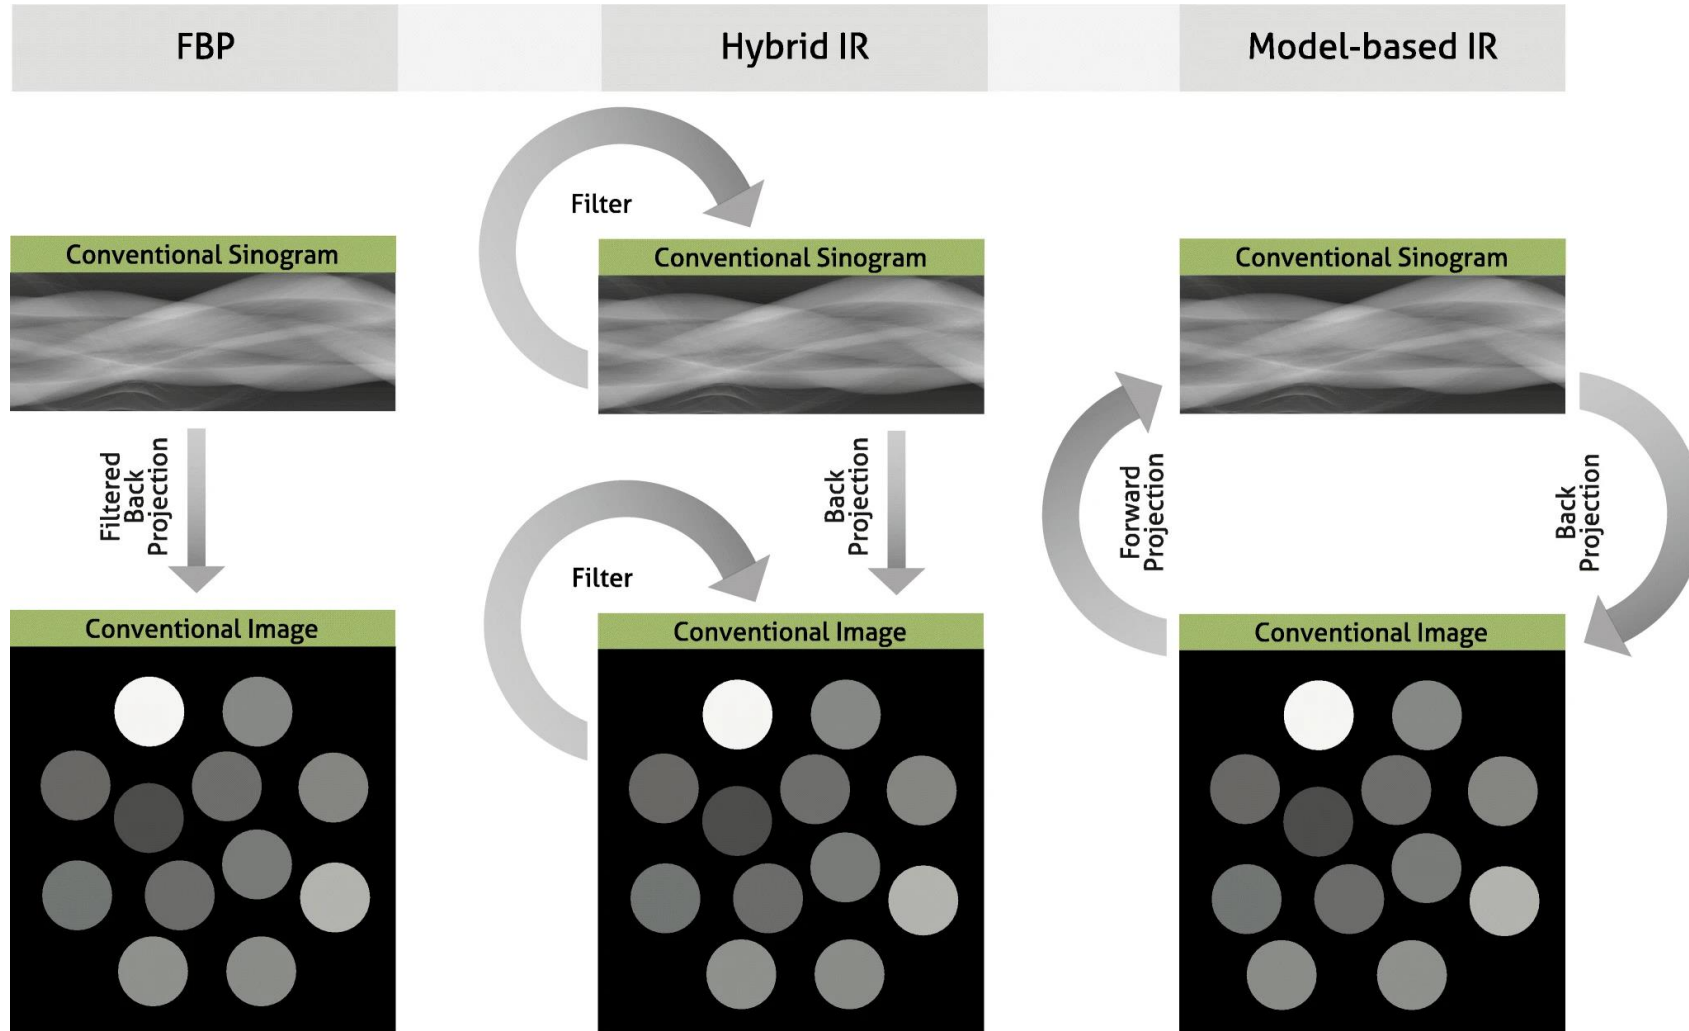 FBP
Hybrid IR
Model-based IR
Filter
Conventional Sinogram
Conventional Sinogram
Conventional Sinogram
Filtered
Back
Projection
Back
Projection
Forward
Projection
Back
Projection
Filter
Conventional Image
Conventional Image
Conventional Image